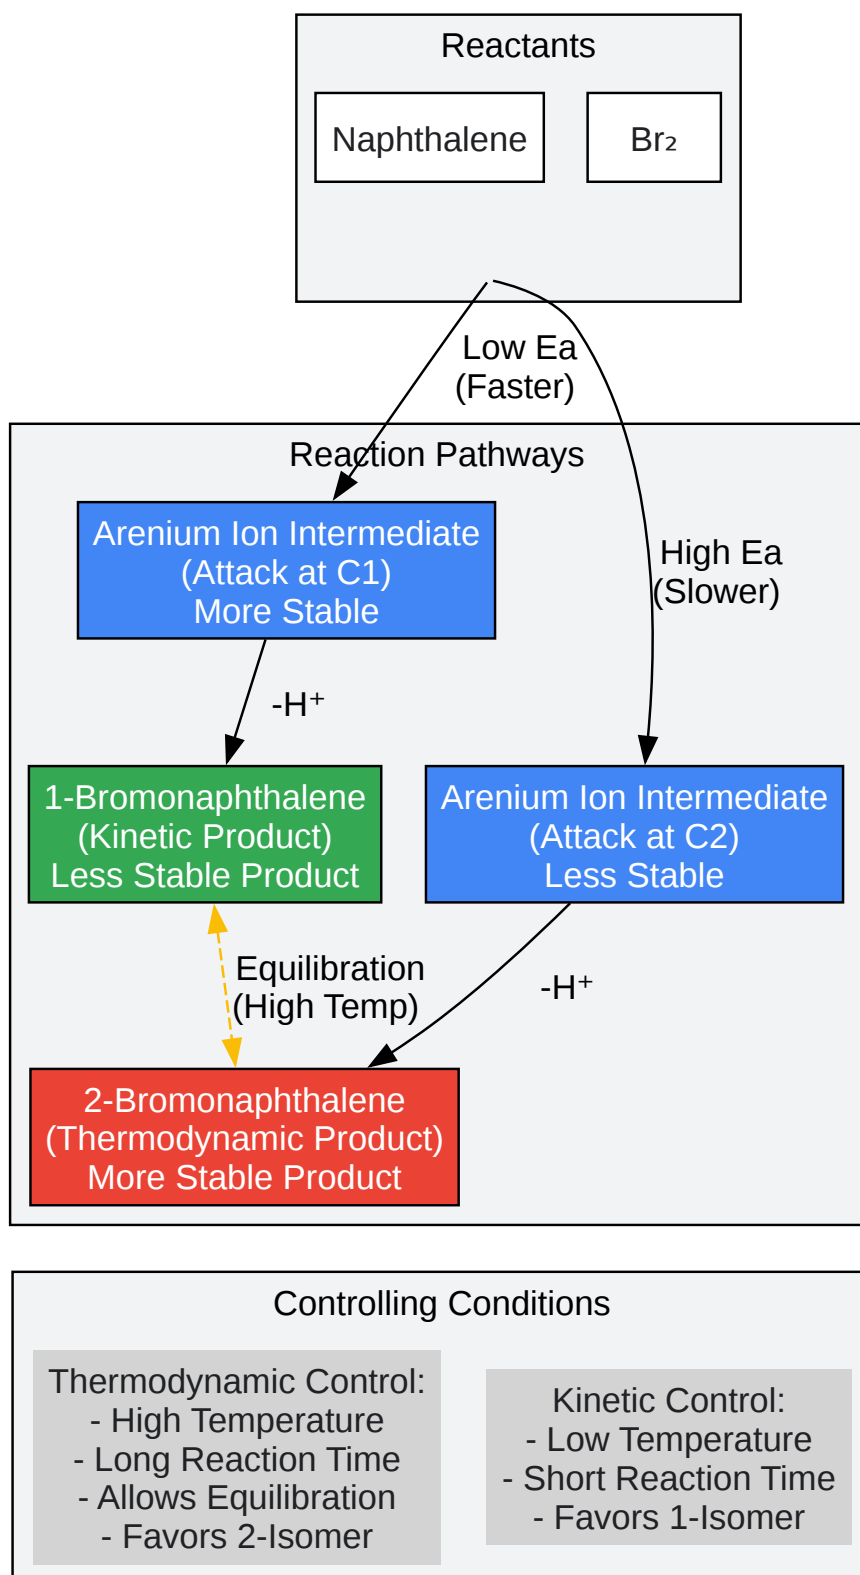 Reactants
Naphthalene
Br₂
Low Ea
(Faster)
Reaction Pathways
Arenium Ion Intermediate
(Attack at C1)
More Stable
High Ea
(Slower)
-H⁺
1-Bromonaphthalene
(Kinetic Product)
Less Stable Product
Arenium Ion Intermediate
(Attack at C2)
Less Stable
Equilibration
(High Temp)
-H⁺
2-Bromonaphthalene
(Thermodynamic Product)
More Stable Product
Controlling Conditions
Thermodynamic Control:
- High Temperature
- Long Reaction Time
- Allows Equilibration
- Favors 2-Isomer
Kinetic Control:
- Low Temperature
- Short Reaction Time
- Favors 1-Isomer